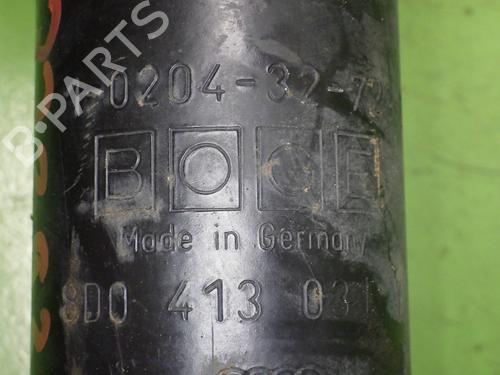 B-PARTS
-0204-32-7
BOGE
Made in Germany
8D0 413 031